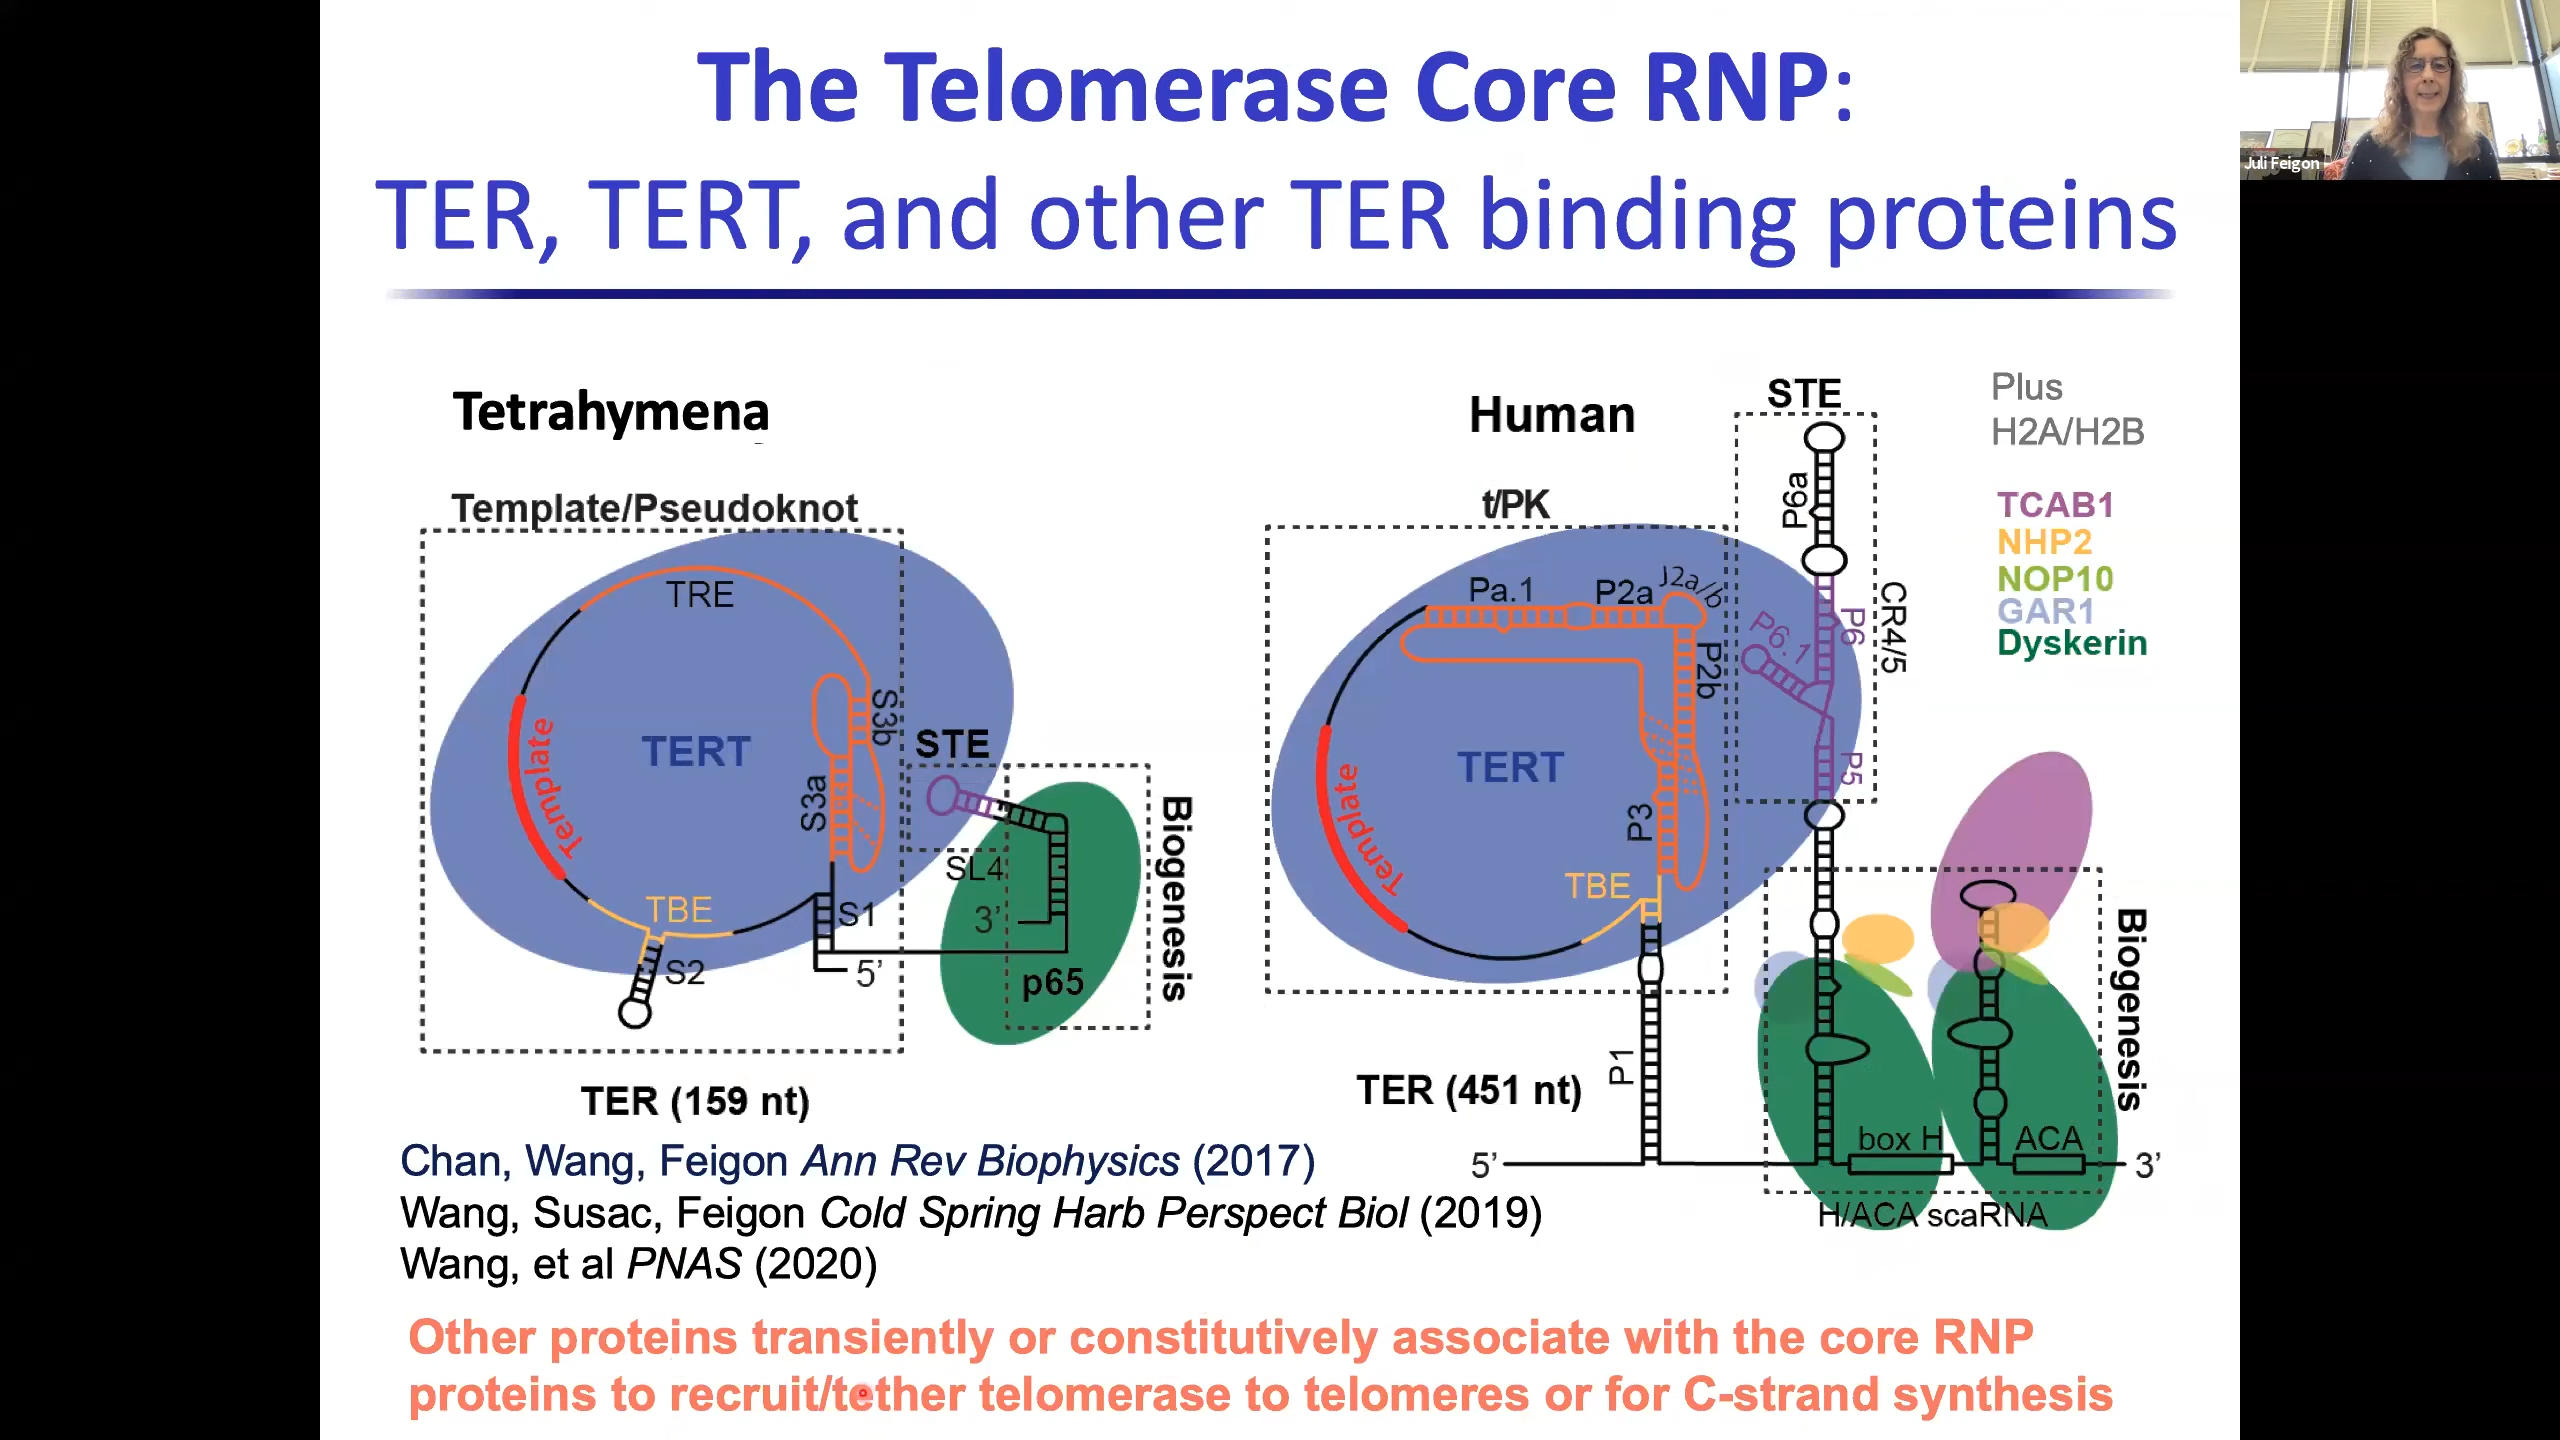 The Telomerase Core RNP:
TER, TERT, and other TER binding proteins
Juli Feigon
Tetrahymena
Template/Pseudoknot
TRE
S3b
TERT
Template
S3a
STE
SL4
3’
TBE
S1
S2
5’
p65
Biogenesis
TER (159 nt)
Human
t/PK
STE
P6a
Pa.1
P2a
J2a/b
P6.1
P6
CR4/5
P2b
TERT
Template
P5
P3
TBE
P1
TER (451 nt)
5’
box H
ACA
3’
H/ACA scaRNA
Biogenesis
Plus
H2A/H2B
TCAB1
NHP2
NOP10
GAR1
Dyskerin
Chan, Wang, Feigon Ann Rev Biophysics (2017)
Wang, Susac, Feigon Cold Spring Harb Perspect Biol (2019)
Wang, et al PNAS (2020)
Other proteins transiently or constitutively associate with the core RNP
proteins to recruit/tether telomerase to telomeres or for C-strand synthesis